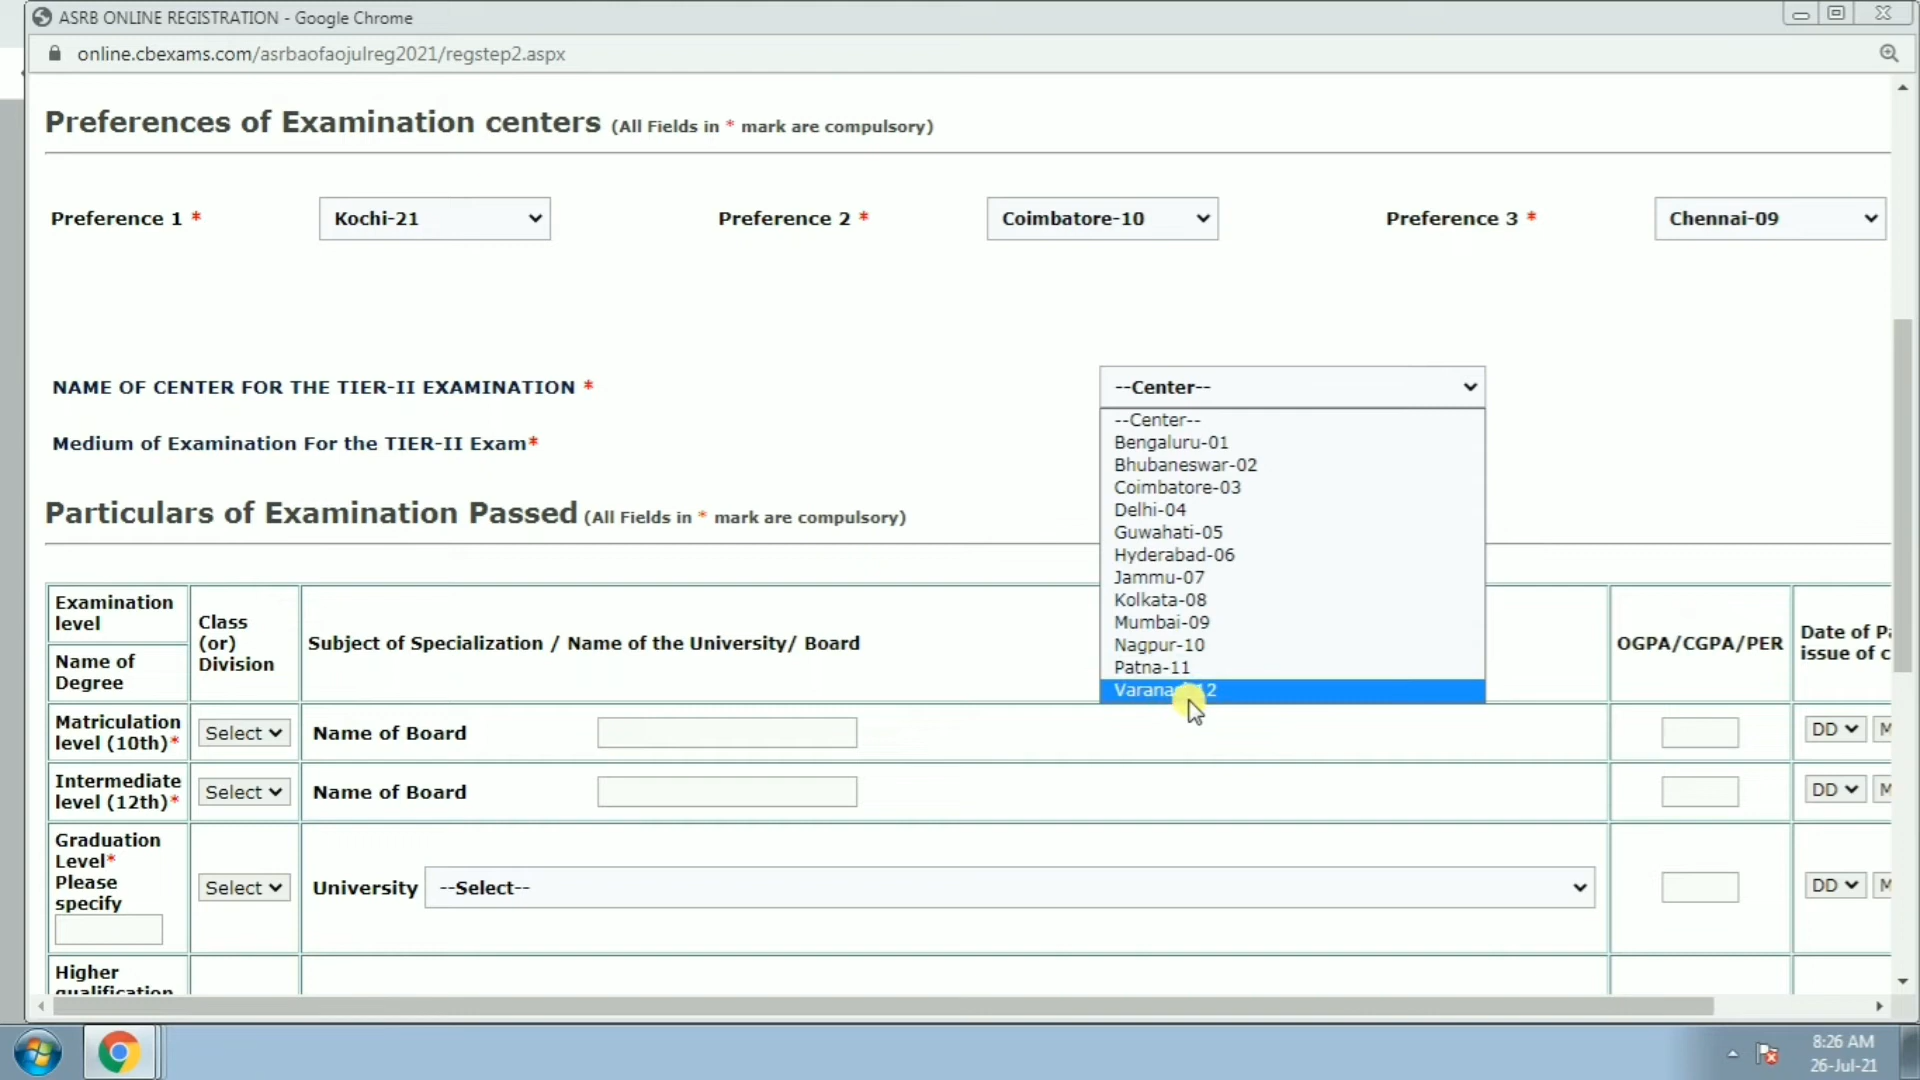 ASRB ONLINE REGISTRATION - Google Chrome
online.cbexams.com/asrbaofaojulreg2021/regstep2.aspx
Preferences of Examination centers (All Fields in * mark are compulsory)
Preference 1 * Kochi-21 Preference 2 * Coimbatore-10 Preference 3 * Chennai-09
NAME OF CENTER FOR THE TIER-II EXAMINATION * --Center--
--Center--
Medium of Examination For the TIER-II Exam*
Bengaluru-01
Bhubaneswar-02
Coimbatore-03
Delhi-04
Guwahati-05
Hyderabad-06
Jammu-07
Kolkata-08
Mumbai-09
Nagpur-10
Patna-11
Particulars of Examination Passed (All Fields in * mark are compulsory)
Examination level
Name of Degree
Class (or) Division
Subject of Specialization / Name of the University/ Board
OGPA/CGPA/PER
Date of
issue of
Matriculation level (10th)* Select Name of Board DD
Intermediate level (12th)* Select Name of Board DD
Graduation Level* Please specify Select University --Select-- DD
Higher
qualification
8:26 AM
26-Jul-21